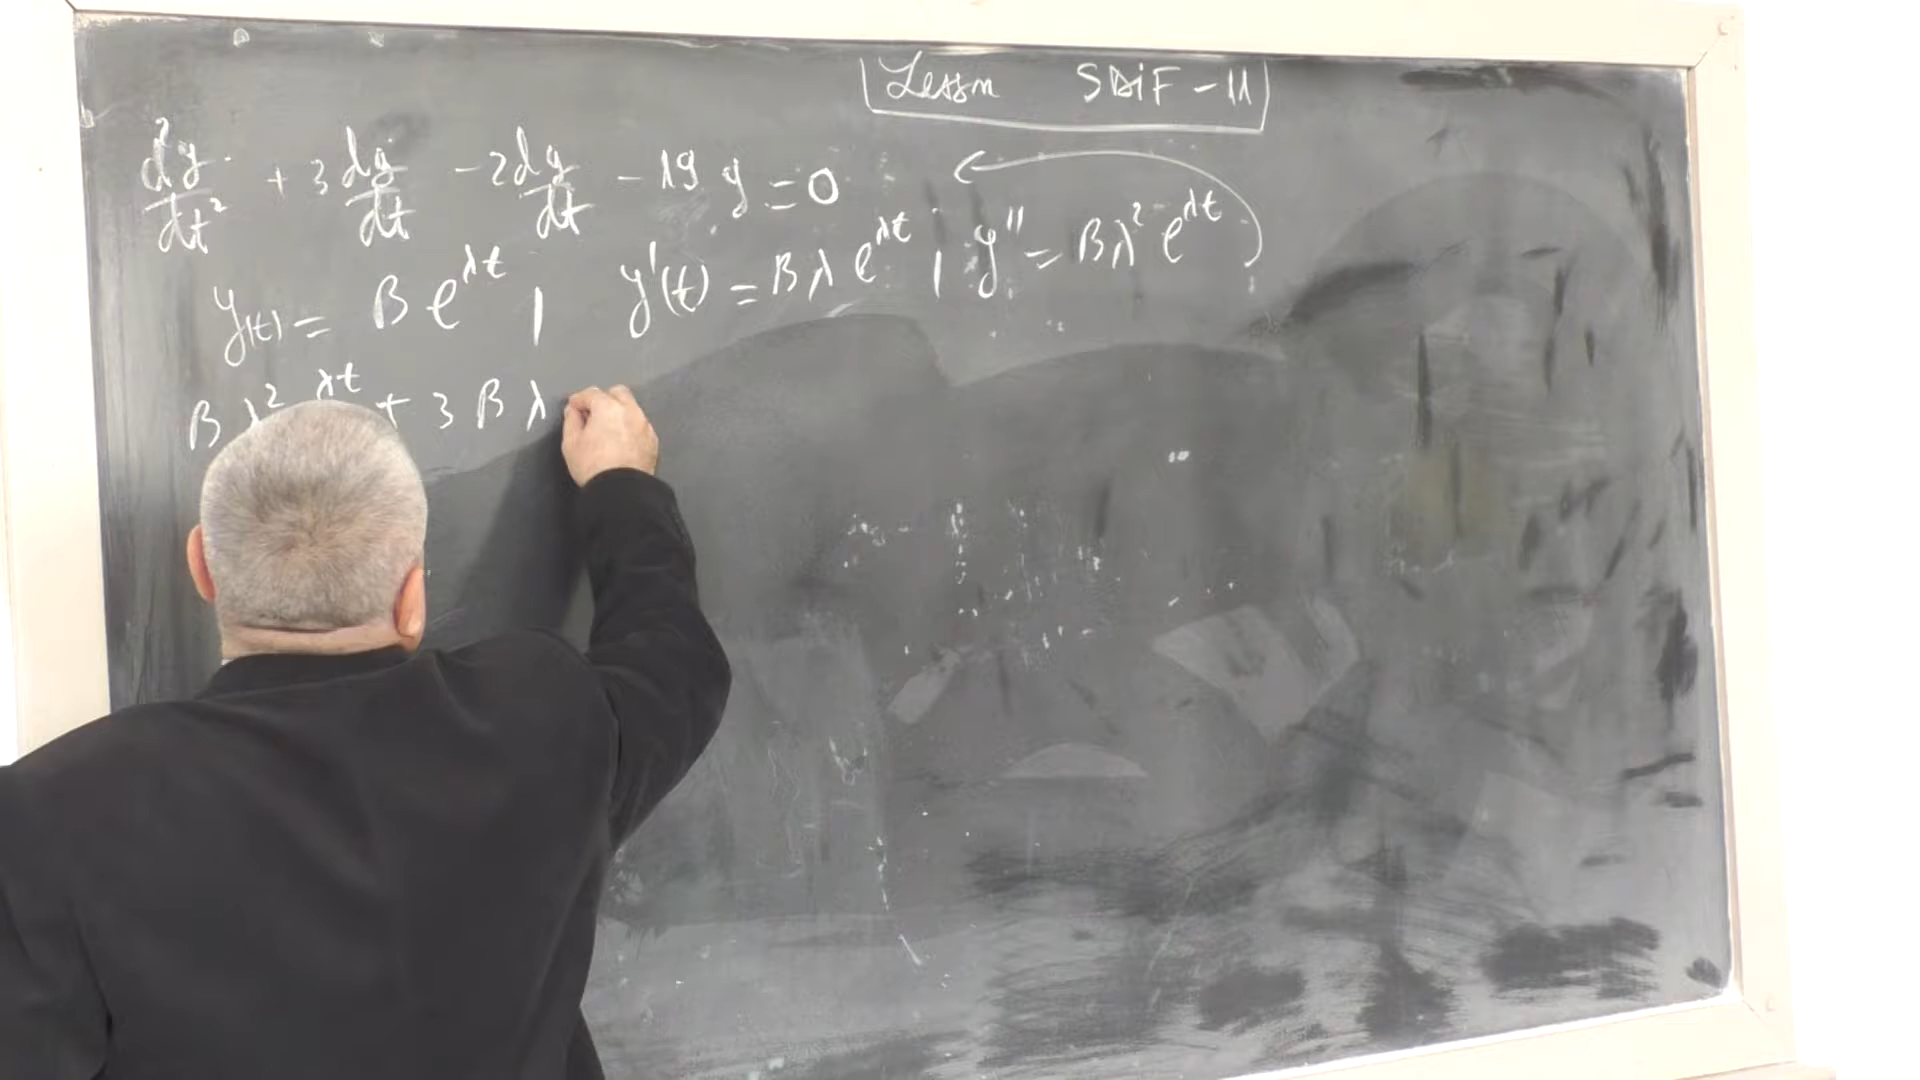 Lesson SDiF - 11
d²y/dt² + 3 dy/dt - 2 dy/dt - 19 y = 0
y(t) = B e^λt , y'(t) = B λ e^λt , y'' = B λ² e^λt
B λ² λt + 3 B λ